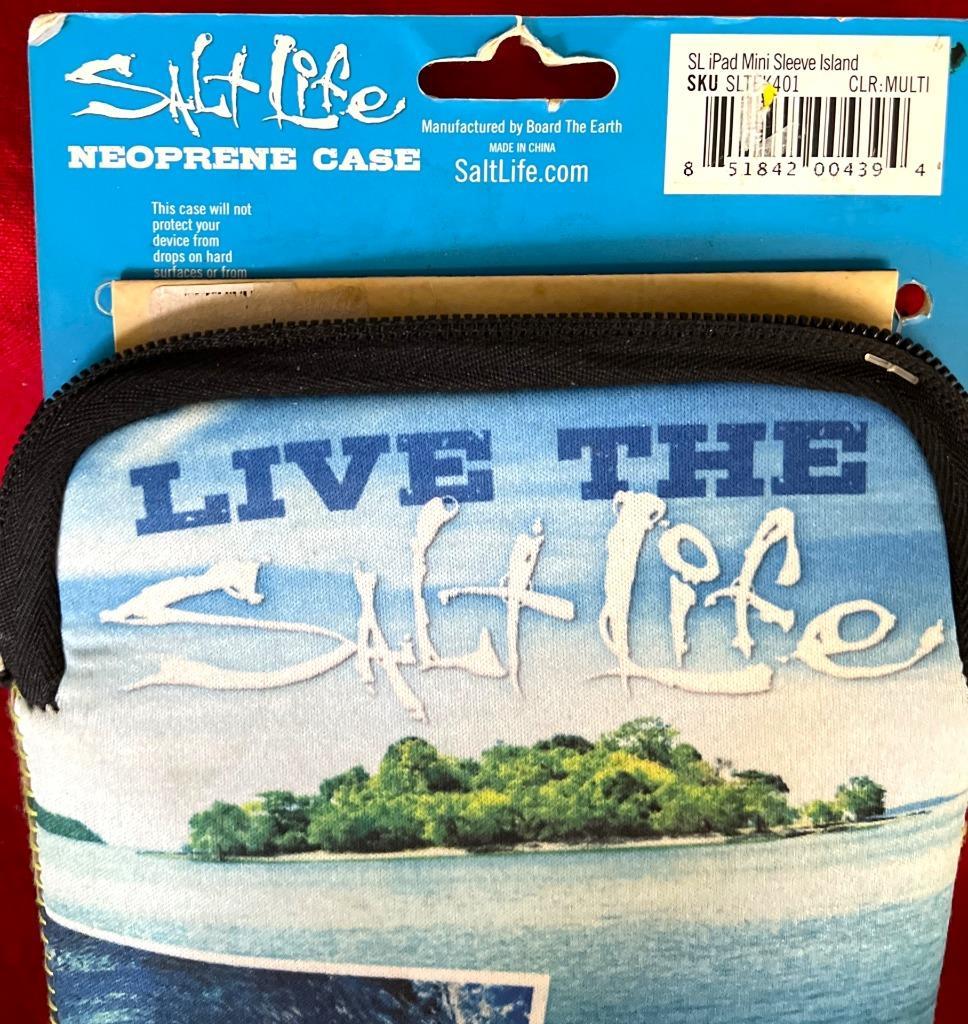 Salt Life
NEOPRENE CASE
This case will not
protect your
device from
drops on hard
surfaces or from
Manufactured by Board The Earth
MADE IN CHINA
SaltLife.com
SL iPad Mini Sleeve Island
SKU CLR:MULTI
8 51842 00439 4
LIVE THE
Salt Life